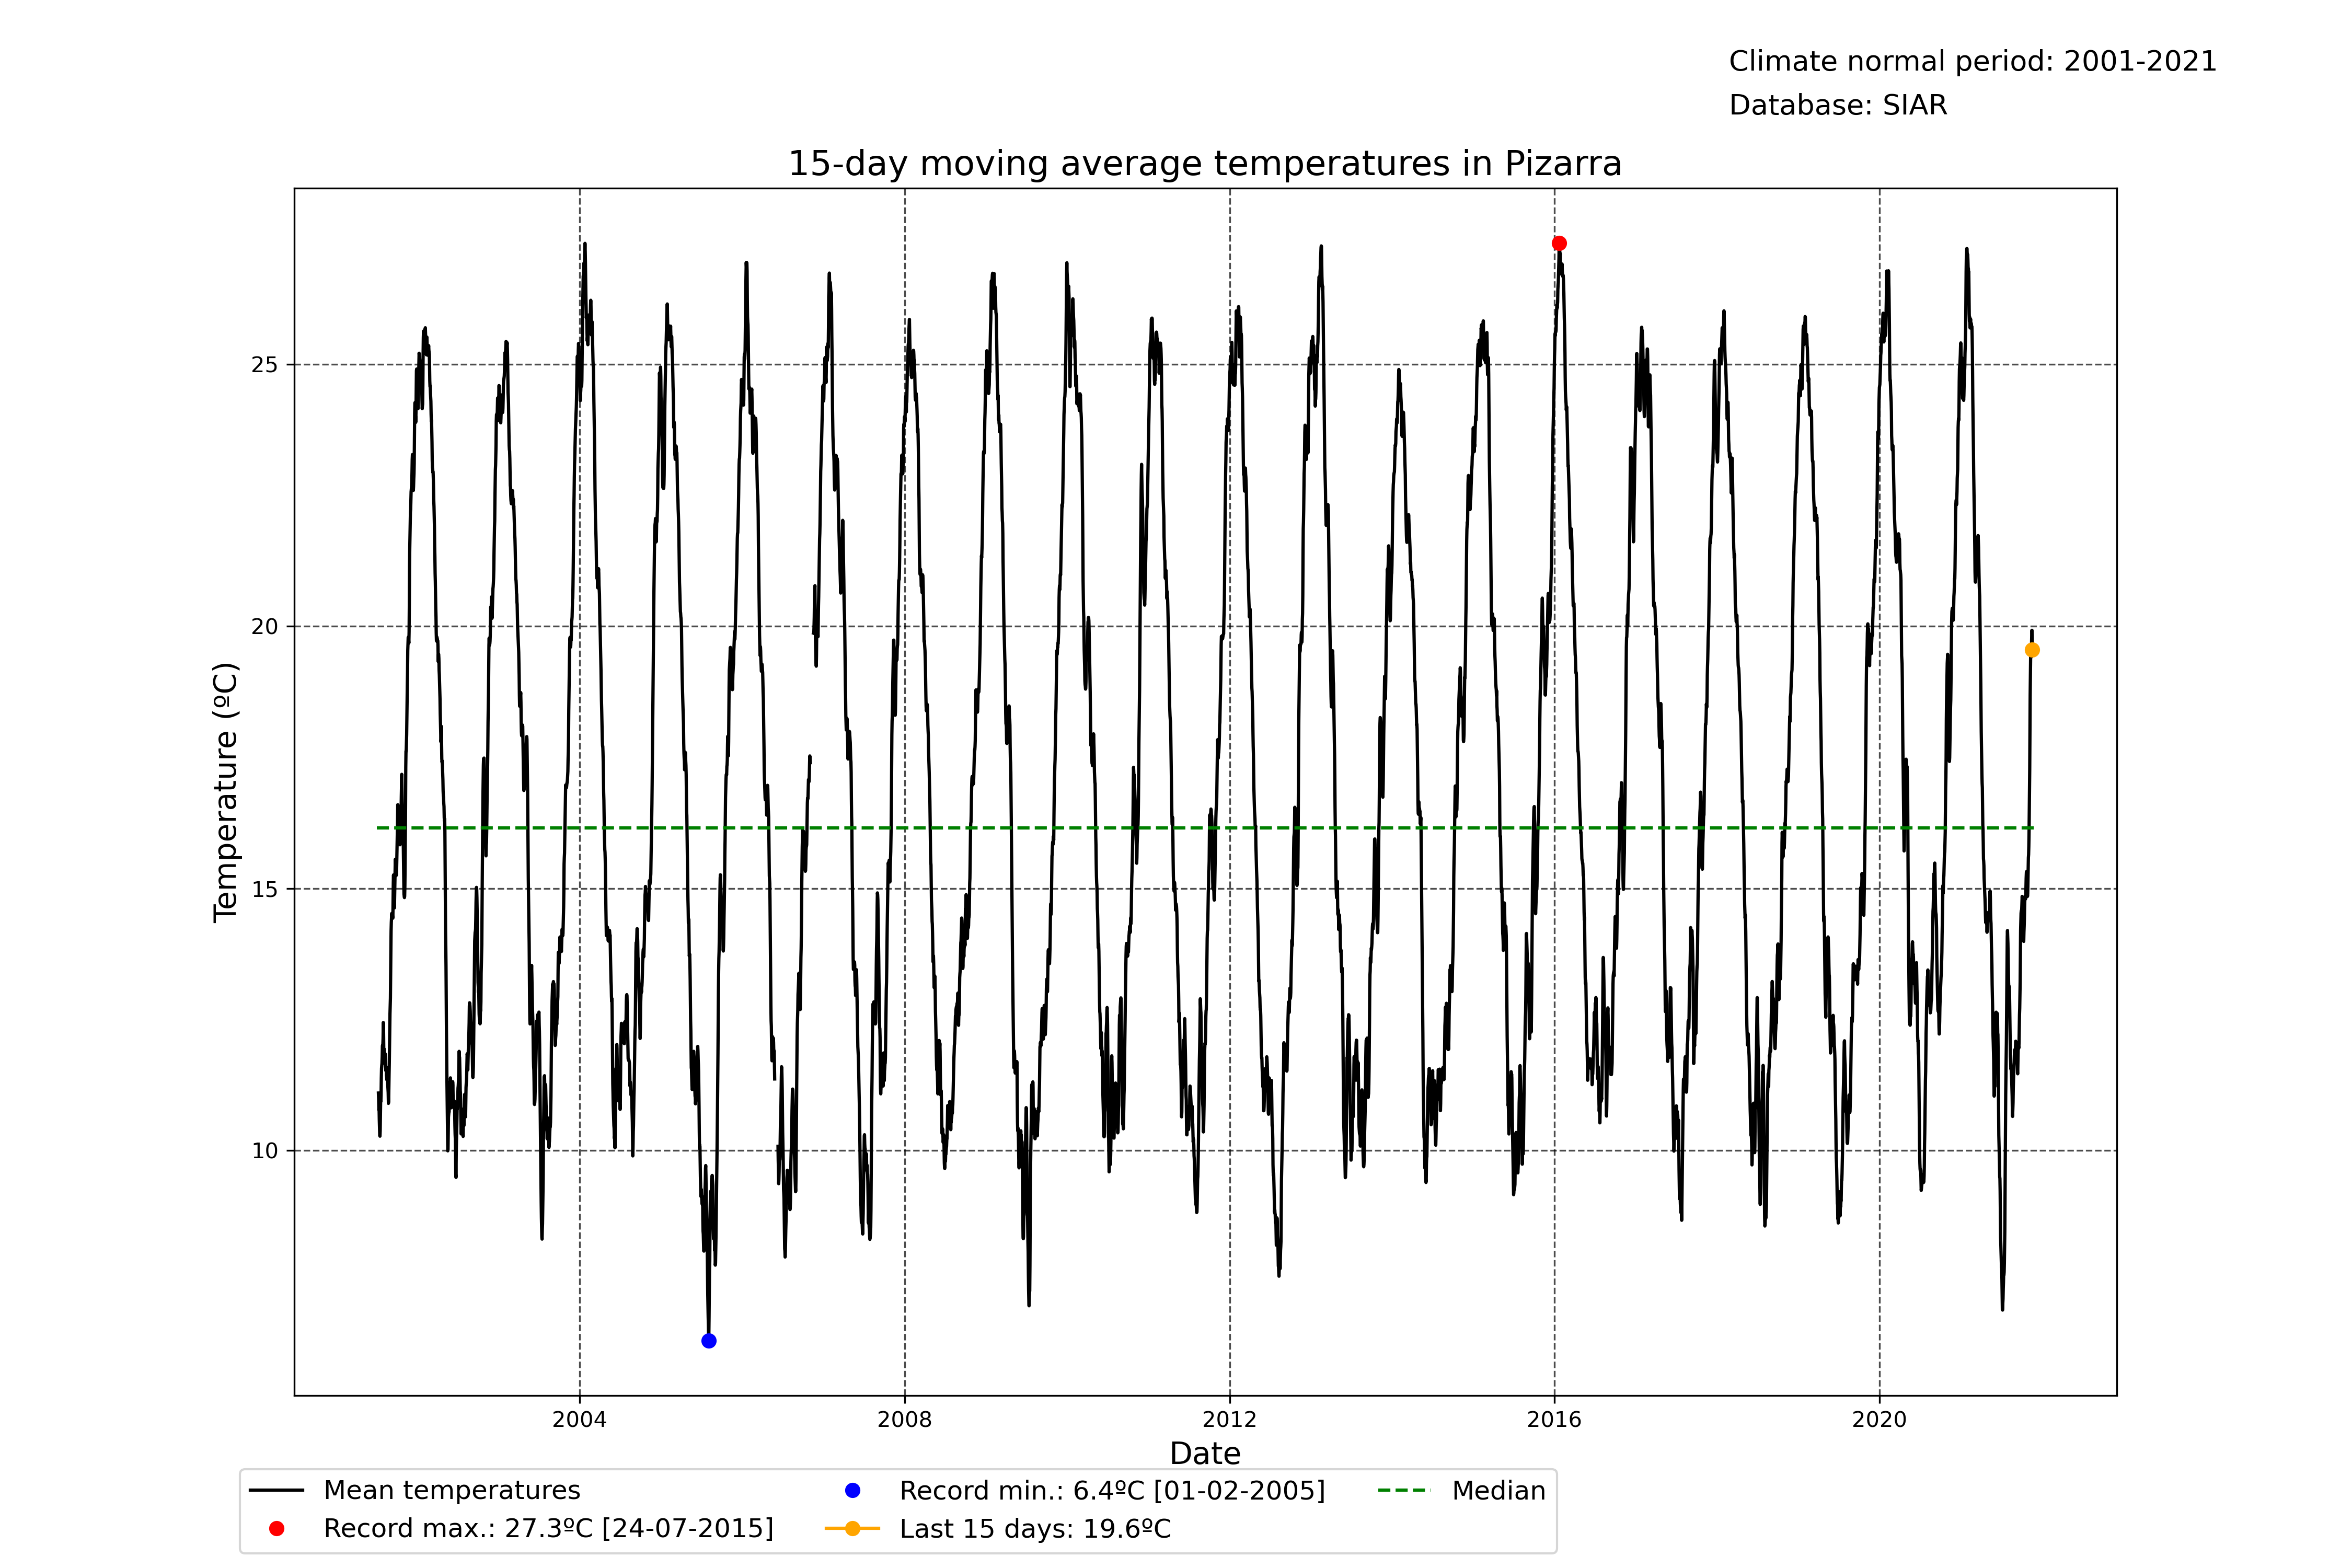 Climate normal period: 2001-2021
Database: SIAR
15-day moving average temperatures in Pizarra
25
20
15
10
Temperature (ºC)
2004
2008
2012
2016
2020
Date
Mean temperatures
Record max.: 27.3ºC [24-07-2015]
Record min.: 6.4ºC [01-02-2005]
Last 15 days: 19.6ºC
Median